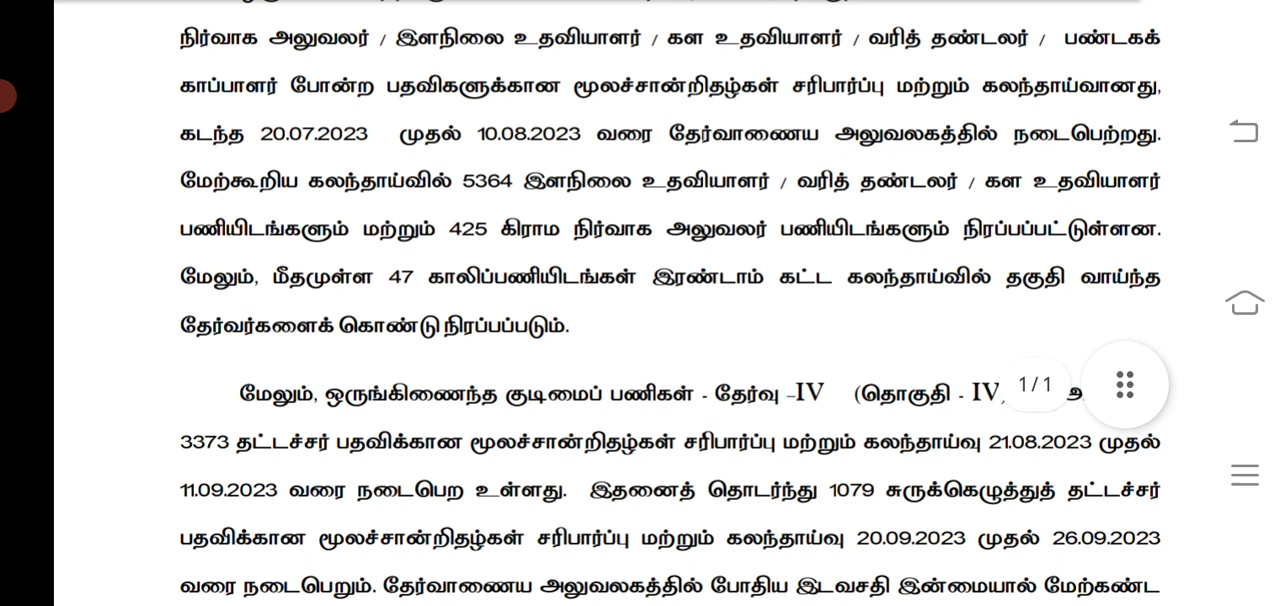 நிர்வாக அலுவலர் / இளநிலை உதவியாளர் / கள உதவியாளர் / வரித் தண்டலர் / பண்டகக்
காப்பாளர் போன்ற பதவிகளுக்கான மூலச்சான்றிதழ்கள் சரிபார்ப்பு மற்றும் கலந்தாய்வானது,
கடந்த 20.07.2023 முதல் 10.08.2023 வரை தேர்வாணைய அலுவலகத்தில் நடைபெற்றது.
மேற்கூறிய கலந்தாய்வில் 5364 இளநிலை உதவியாளர் / வரித் தண்டலர் / கள உதவியாளர்
பணியிடங்களும் மற்றும் 425 கிராம நிர்வாக அலுவலர் பணியிடங்களும் நிரப்பப்பட்டுள்ளன.
மேலும், மீதமுள்ள 47 காலிப்பணியிடங்கள் இரண்டாம் கட்ட கலந்தாய்வில் தகுதி வாய்ந்த
தேர்வர்களைக் கொண்டு நிரப்பப்படும்.
மேலும், ஒருங்கிணைந்த குடிமைப் பணிகள் - தேர்வு –IV (தொகுதி - IV) 1/1
3373 தட்டச்சர் பதவிக்கான மூலச்சான்றிதழ்கள் சரிபார்ப்பு மற்றும் கலந்தாய்வு 21.08.2023 முதல்
11.09.2023 வரை நடைபெற உள்ளது. இதனைத் தொடர்ந்து 1079 சுருக்கெழுத்துத் தட்டச்சர்
பதவிக்கான மூலச்சான்றிதழ்கள் சரிபார்ப்பு மற்றும் கலந்தாய்வு 20.09.2023 முதல் 26.09.2023
வரை நடைபெறும். தேர்வாணைய அலுவலகத்தில் போதிய இடவசதி இன்மையால் மேற்கண்ட